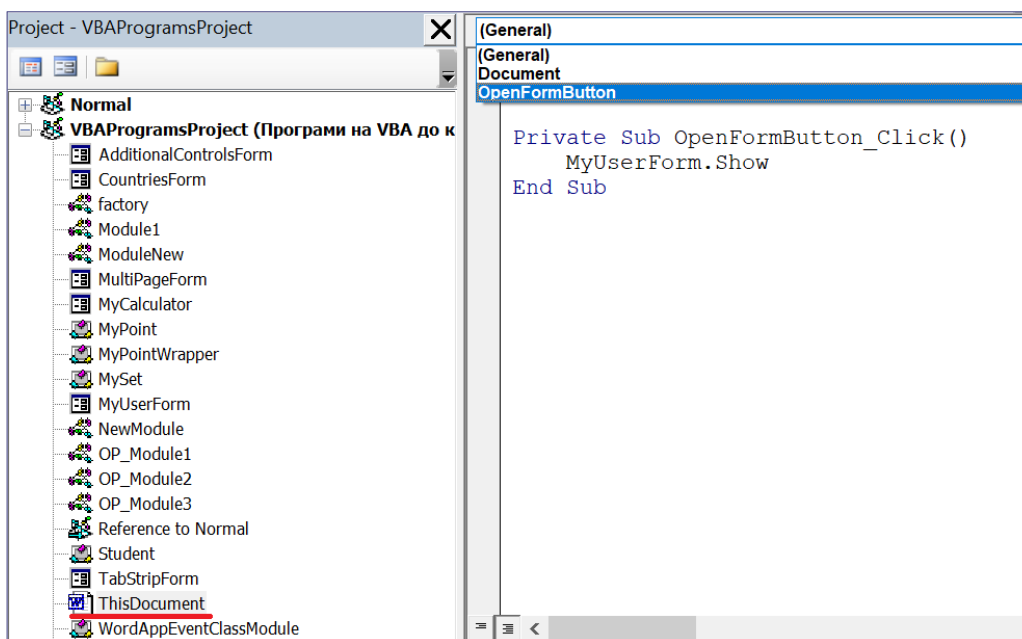 Project - VBAProgramsProject
Normal
VBAProgramsProject (Програми на VBA до к
AdditionalControlsForm
CountriesForm
factory
Module1
ModuleNew
MultiPageForm
MyCalculator
MyPoint
MyPointWrapper
MySet
MyUserForm
NewModule
OP_Module1
OP_Module2
OP_Module3
Reference to Normal
Student
TabStripForm
ThisDocument
WordAppEventClassModule
(General)
(General)
Document
OpenFormButton
Private Sub OpenFormButton_Click()
MyUserForm.Show
End Sub